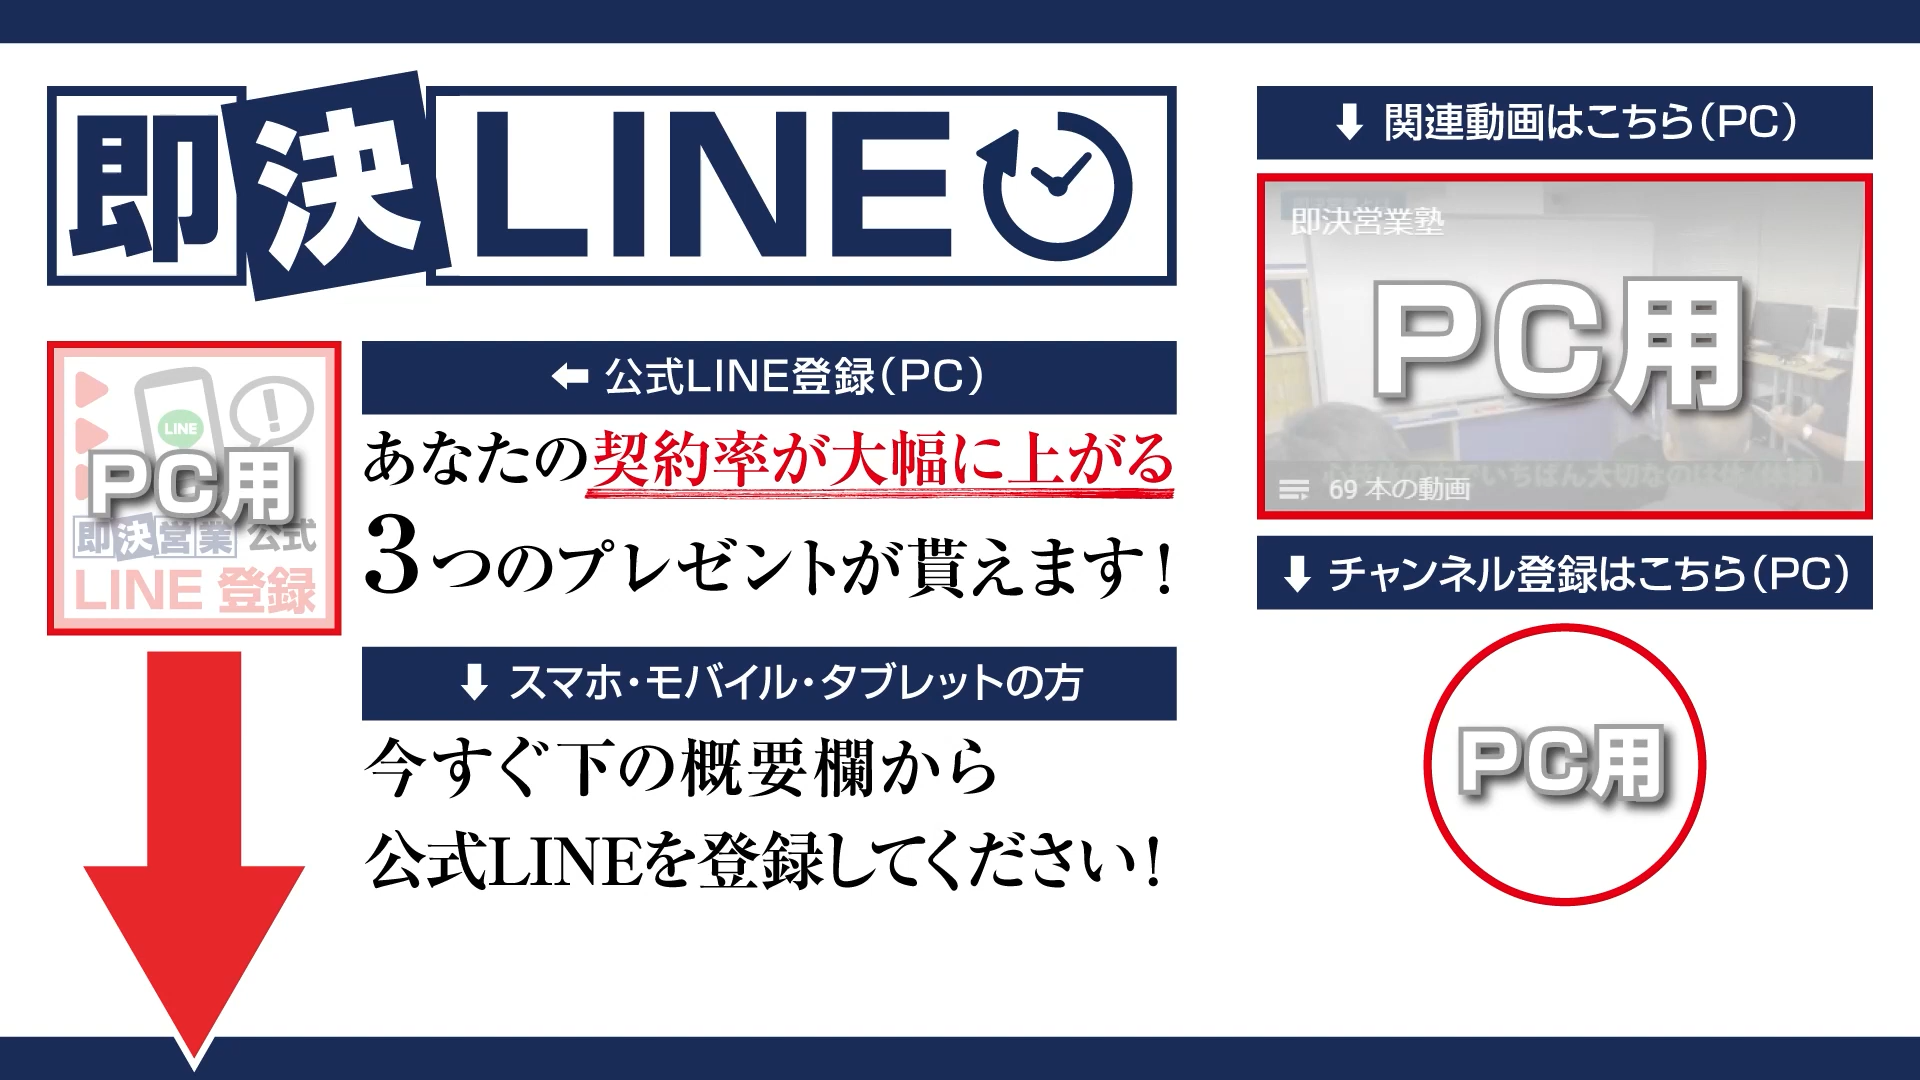 即決LINE
PC用
LINE
即決営業 公式
LINE 登録
公式LINE登録(PC)
あなたの契約率が大幅に上がる
3つのプレゼントが貰えます!
スマホ・モバイル・タブレットの方
今すぐ下の概要欄から
公式LINEを登録してください!
関連動画はこちら(PC)
即決営業塾
PC用
69 本の動画
チャンネル登録はこちら(PC)
PC用